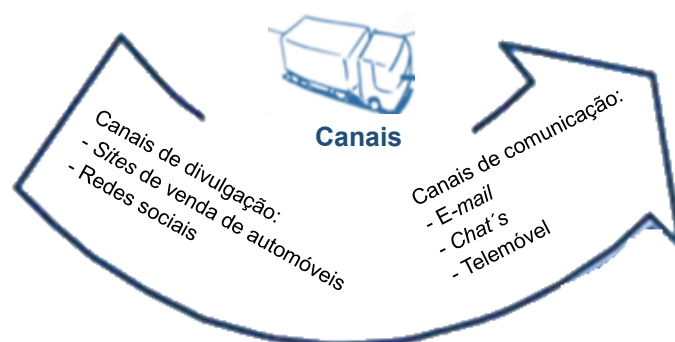 Canais
Canais de divulgação:
- Sites de venda de automóveis
- Redes sociais
Canais de comunicação:
- E-mail
- Chat´s
- Telemóvel